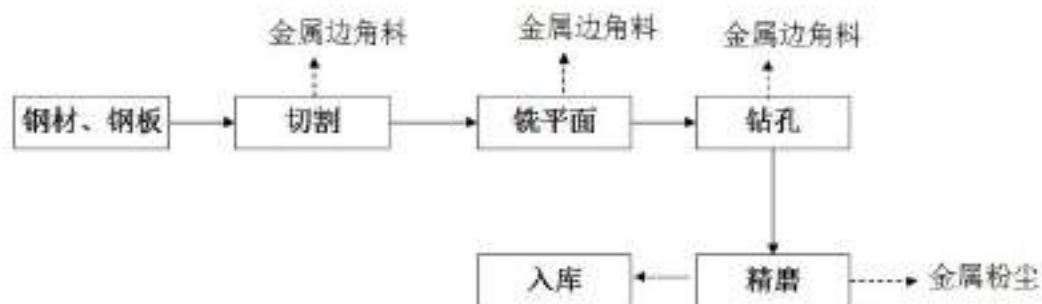 金属边角料
金属边角料
金属边角料
钢材、钢板
切割
铣平面
钻孔
入库
精磨
金属粉尘